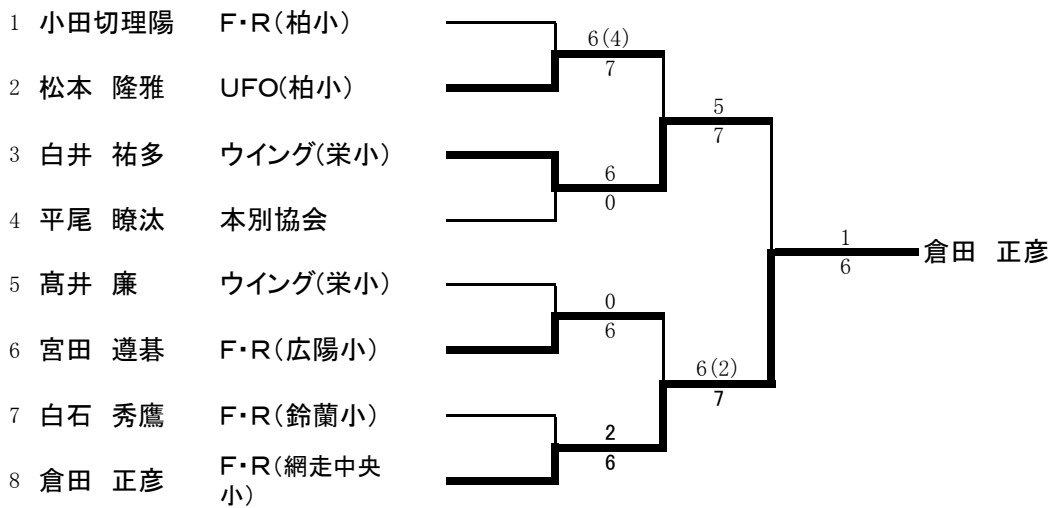 1 小田切理陽 F・R(柏小)
6(4)
7
2 松本 隆雅 UFO(柏小)
5
7
3 白井 祐多 ウイング(栄小)
6
0
4 平尾 暸汰 本別協会
1
6
倉田 正彦
5 髙井 廉 ウイング(栄小)
0
6
6 宮田 遵碁 F・R(広陽小)
6(2)
7
7 白石 秀鷹 F・R(鈴蘭小)
2
6
8 倉田 正彦 F・R(網走中央
小)